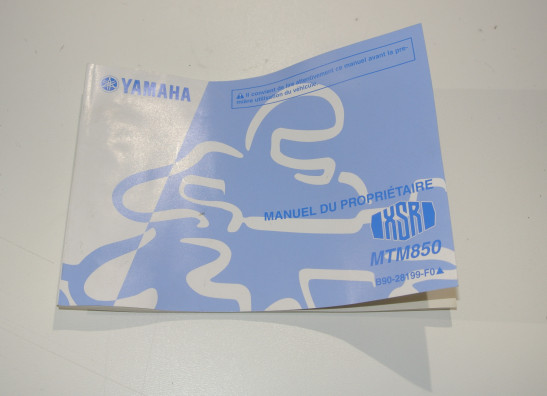 YAMAHA
Il convient de lire attentivement ce manuel avant la pre-
mière utilisation du véhicule.
MANUEL DU PROPRIÉTAIRE
XSR
MTM850
B90-28199-F0